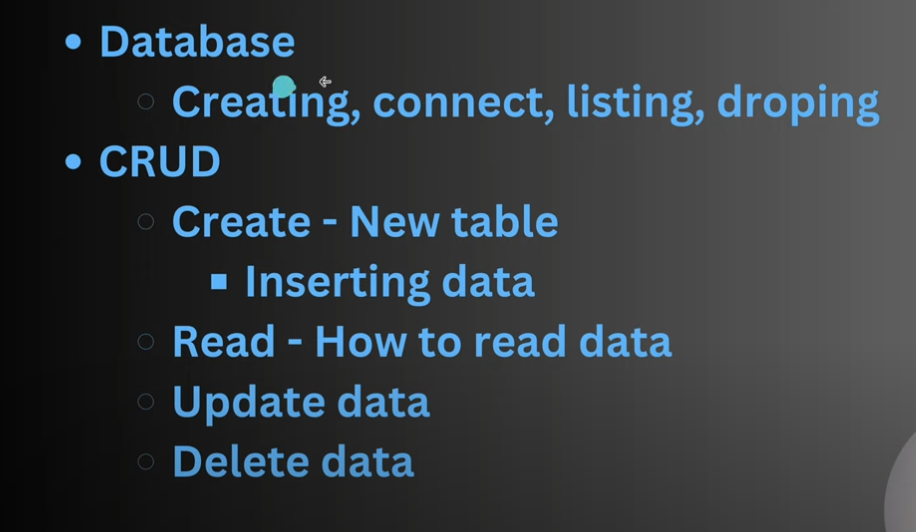 Database
Creating, connect, listing, droping
CRUD
Create - New table
Inserting data
Read - How to read data
Update data
Delete data